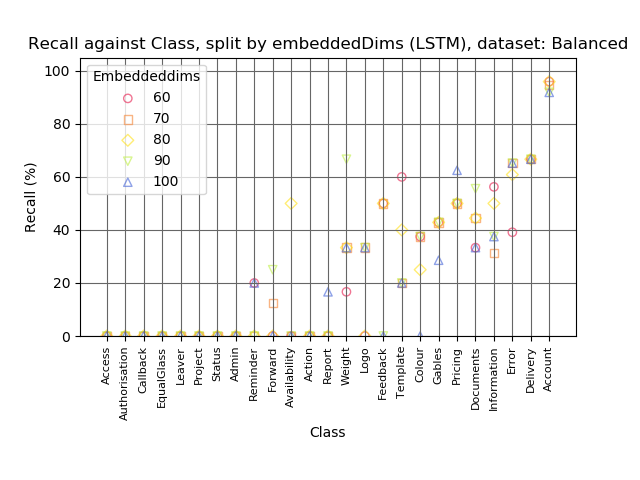 Recall against Class, split by embeddedDims (LSTM), dataset: Balanced
Embeddeddims
60
70
80
90
100
Recall (%)
100
80
60
40
20
0
Access
Authorisation
Callback
EqualGlass
Leaver
Project
Status
Admin
Reminder
Forward
Availability
Action
Report
Weight
Logo
Feedback
Template
Colour
Gables
Pricing
Documents
Information
Error
Delivery
Account
Class